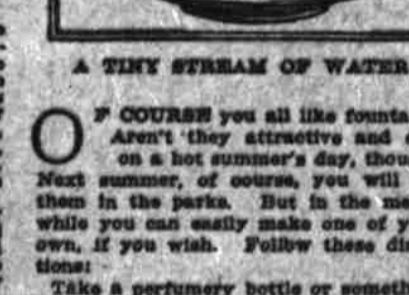 A TINY STREAM OF WATER
OF COURSE you all like founta
Aren't they attractive and
on a hot summer's day, thou
Next summer, of course, you will
them in the parks. But in the me
while you can easily make one of y
own, if you wish. Follow these di
tions:
Take a perfumery bottle or someth